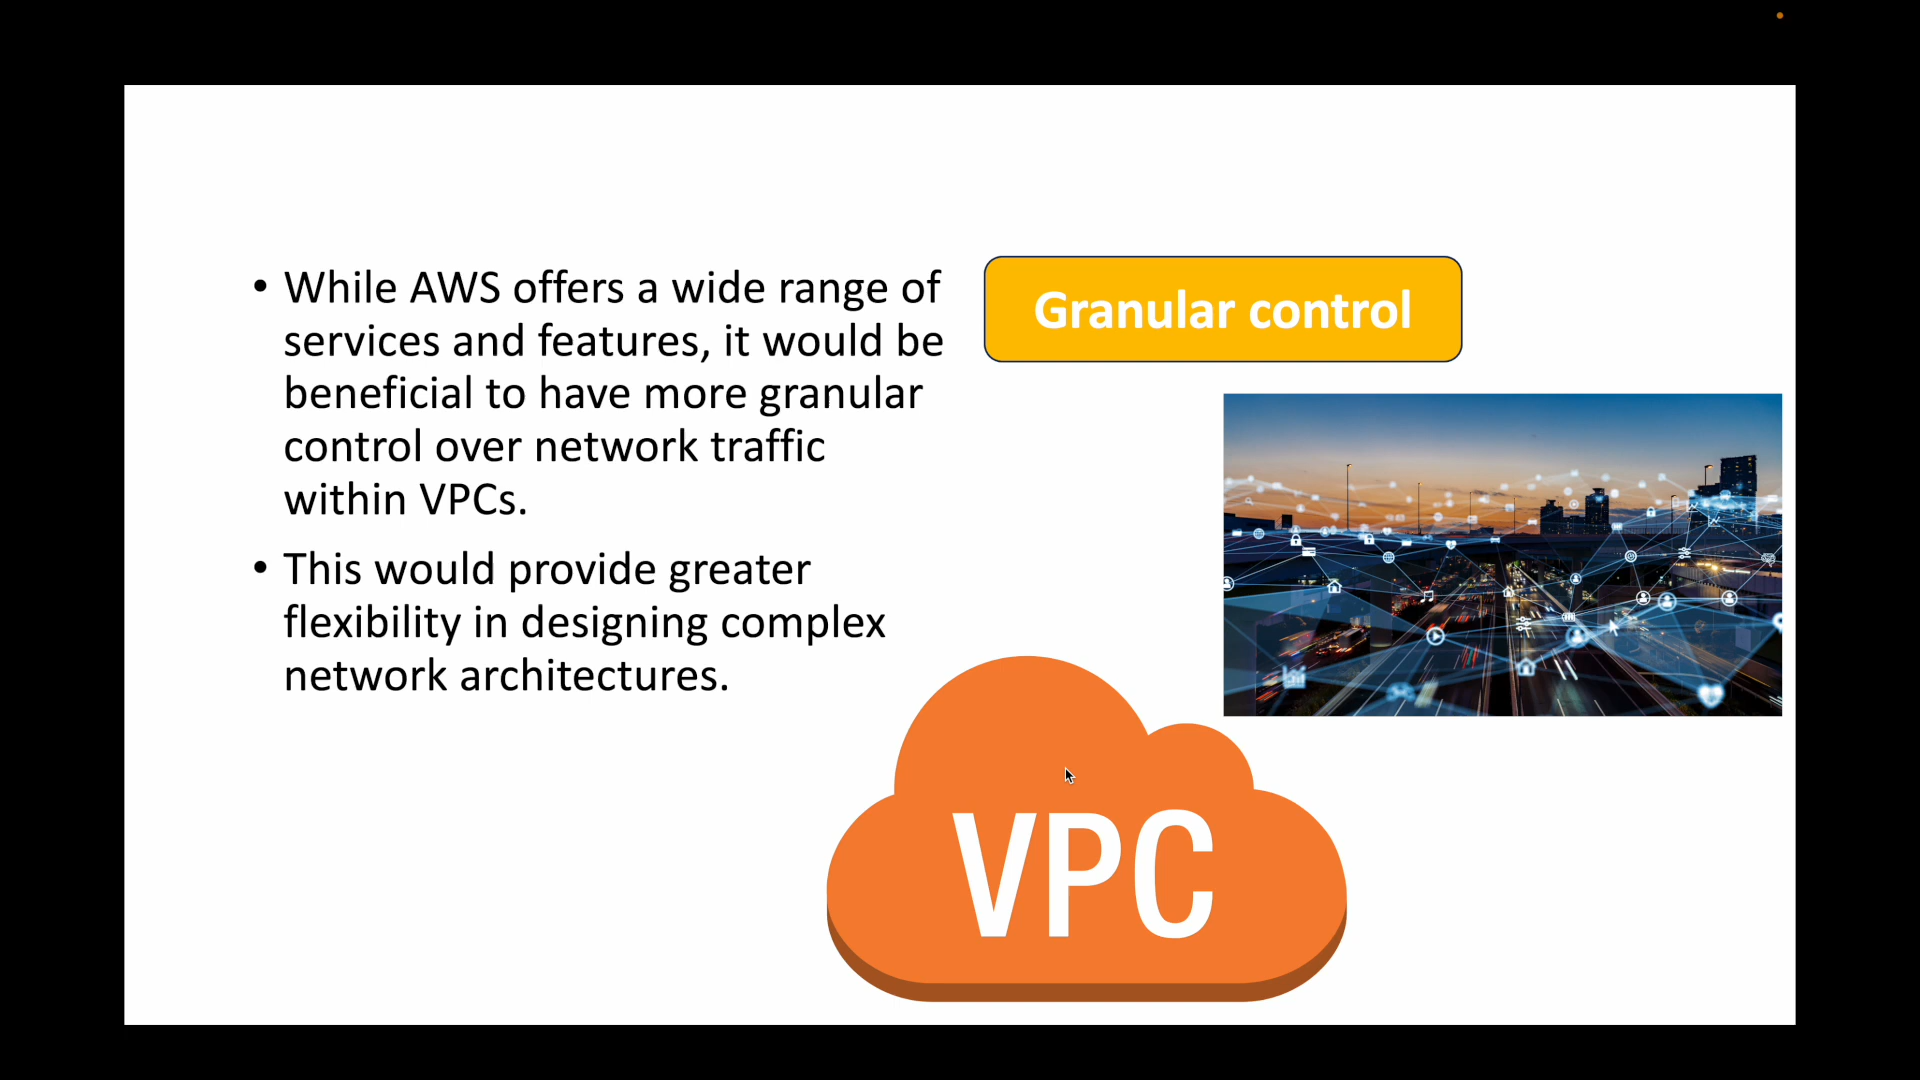 • While AWS offers a wide range of
services and features, it would be
beneficial to have more granular
control over network traffic
within VPCs.
• This would provide greater
flexibility in designing complex
network architectures.
Granular control
VPC